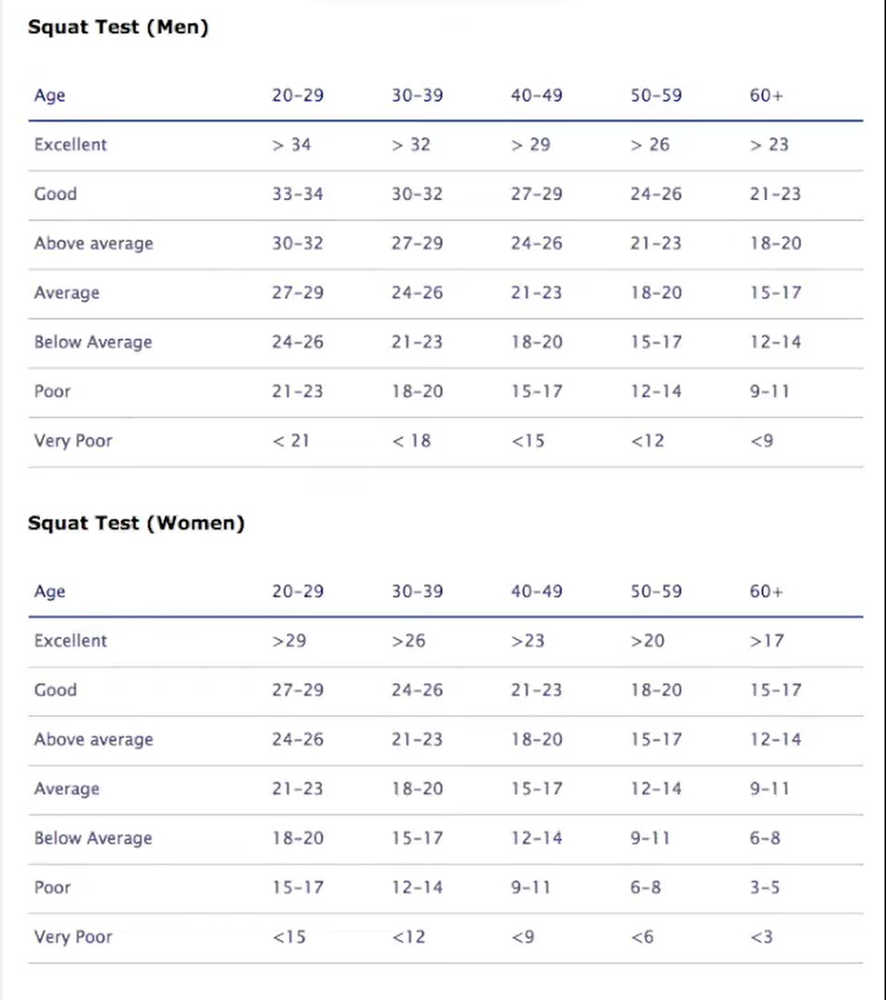 Squat Test (Men)
Age 20-29 30-39 40-49 50-59 60+
Excellent > 34 > 32 > 29 > 26 > 23
Good 33-34 30-32 27-29 24-26 21-23
Above average 30-32 27-29 24-26 21-23 18-20
Average 27-29 24-26 21-23 18-20 15-17
Below Average 24-26 21-23 18-20 15-17 12-14
Poor 21-23 18-20 15-17 12-14 9-11
Very Poor < 21 < 18 <15 <12 <9
Squat Test (Women)
Age 20-29 30-39 40-49 50-59 60+
Excellent >29 >26 >23 >20 >17
Good 27-29 24-26 21-23 18-20 15-17
Above average 24-26 21-23 18-20 15-17 12-14
Average 21-23 18-20 15-17 12-14 9-11
Below Average 18-20 15-17 12-14 9-11 6-8
Poor 15-17 12-14 9-11 6-8 3-5
Very Poor <15 <12 <9 <6 <3